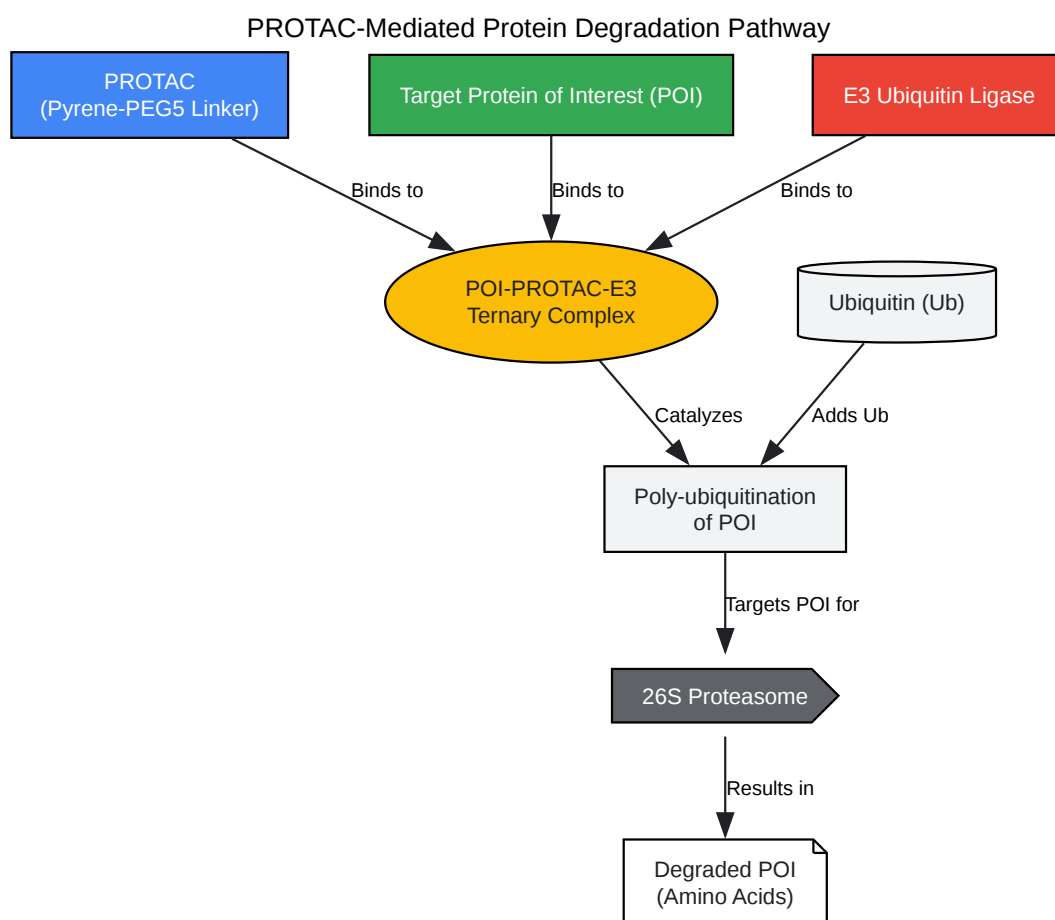 PROTAC-Mediated Protein Degradation Pathway
PROTAC
(Pyrene-PEG5 Linker)
Target Protein of Interest (POI)
E3 Ubiquitin Ligase
Binds to
Binds to
Binds to
POI-PROTAC-E3
Ternary Complex
Ubiquitin (Ub)
Catalyzes
Adds Ub
Poly-ubiquitination
of POI
Targets POI for
26S Proteasome
Results in
Degraded POI
(Amino Acids)